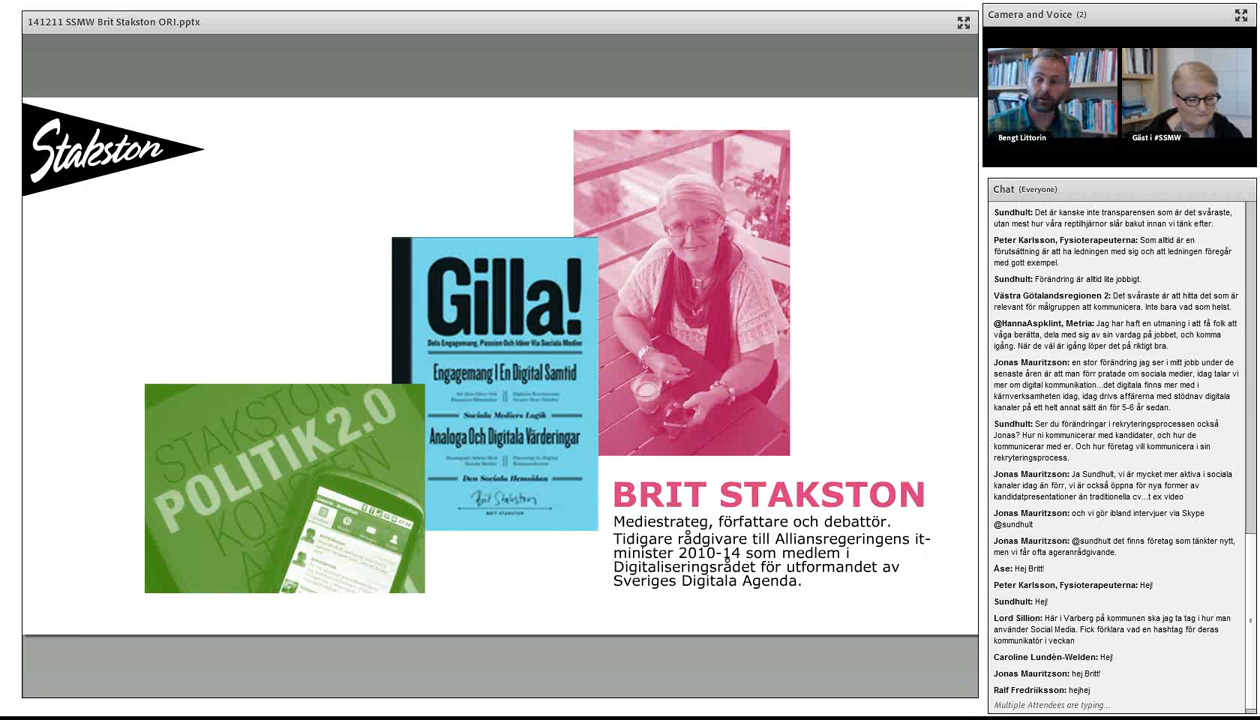 141211 SSMW Brit Stakston ORI.pptx
Stakston
STAKSTON
POLITIK 2.0
Gilla!
Dela Engagemang, Passion Och Idéer Via Sociala Medier
Engagemang I En Digital Samtid
Sociala Mediers Logik
Analoga Och Digitala Värderingar
Den Sociala Hemsidan
Brit Stakston
BRIT STAKSTON
BRIT STAKSTON
Mediestrateg, författare och debattör.
Tidigare rådgivare till Alliansregeringens it-
minister 2010-14 som medlem i
Digitaliseringsrådet för utformandet av
Sveriges Digitala Agenda.
Camera and Voice (2)
Bengt Littorin
Gäst i #SSMW
Chat (Everyone)
Sundhult: Det är kanske inte transparensen som är det svåraste,
utan mest hur våra reptilhjärnor slår bakut innan vi tänk efter.
Peter Karlsson, Fysioterapeuterna: Som altid är en
förutsättning är att ha ledningen med sig och att ledningen föregår
med gott exempel.
Sundhult: Förändring är altid lite jobbigt.
Västra Götalandsregionen 2: Det svåraste är att hitta det som är
relevant för målgruppen att kommunicera. Inte bara vad som helst.
@HannaAspklint, Metria: Jag har haft en utmaning i att få folk att
våga berätta, dela med sig av sin vardag på jobbet, och komma
igång. När de väl är igång löper det på riktigt bra.
Jonas Mauritzson: en stor förändring jag ser i mitt jobb under de
senaste åren är att man förr pratade om sociala medier, idag talar vi
mer om digital kommunikation...det digitala finns mer med i
kärnverksamheten idag, idag drivs affärerna med stödnav digitala
kanaler på ett helt annat sätt än för 5-6 år sedan.
Sundhult: Ser du förändringar i rekryteringsprocessen också
Jonas? Hur ni kommunicerar med kandidater, och hur de
kommunicerar med er. Och hur företag vill kommunicera i sin
rekryteringsprocess.
Jonas Mauritzson: Ja Sundhult, vi är mycket mer aktiva i sociala
kanaler idag än förr, vi är också öppna för nya former av
kandidatpresentationer än traditionella cv...t ex video
Jonas Mauritzson: och vi gör ibland intervjuer via Skype
@sundhult
Jonas Mauritzson: @sundhult det finns företag som tänkter nytt,
men vi får ofta ageranrådgivande.
Åse: Hej Britt!
Peter Karlsson, Fysioterapeuterna: Hej!
Sundhult: Hej!
Lord Sillion: Här i Varberg på kommunen ska jag ta tag i hur man
använder Social Media. Fick förklara vad en hashtag för deras
kommunikatör i veckan
Caroline Lundén-Welden: Hej!
Jonas Mauritzson: hej Britt!
Ralf Fredriiksson: hejhej
Multiple Attendees are typing...